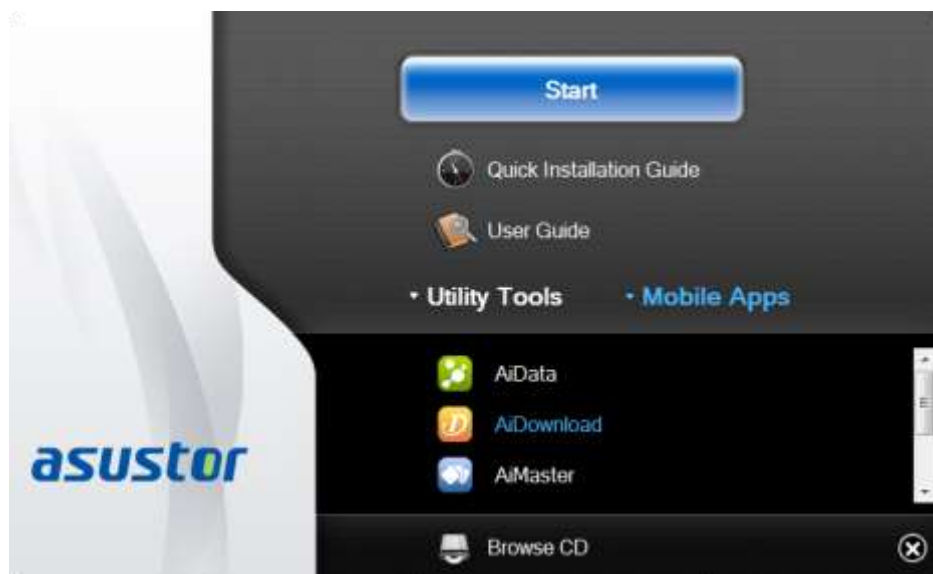 Start
Quick Installation Guide
User Guide
Utility Tools
Mobile Apps
AiData
AiDownload
AiMaster
asustor
Browse CD